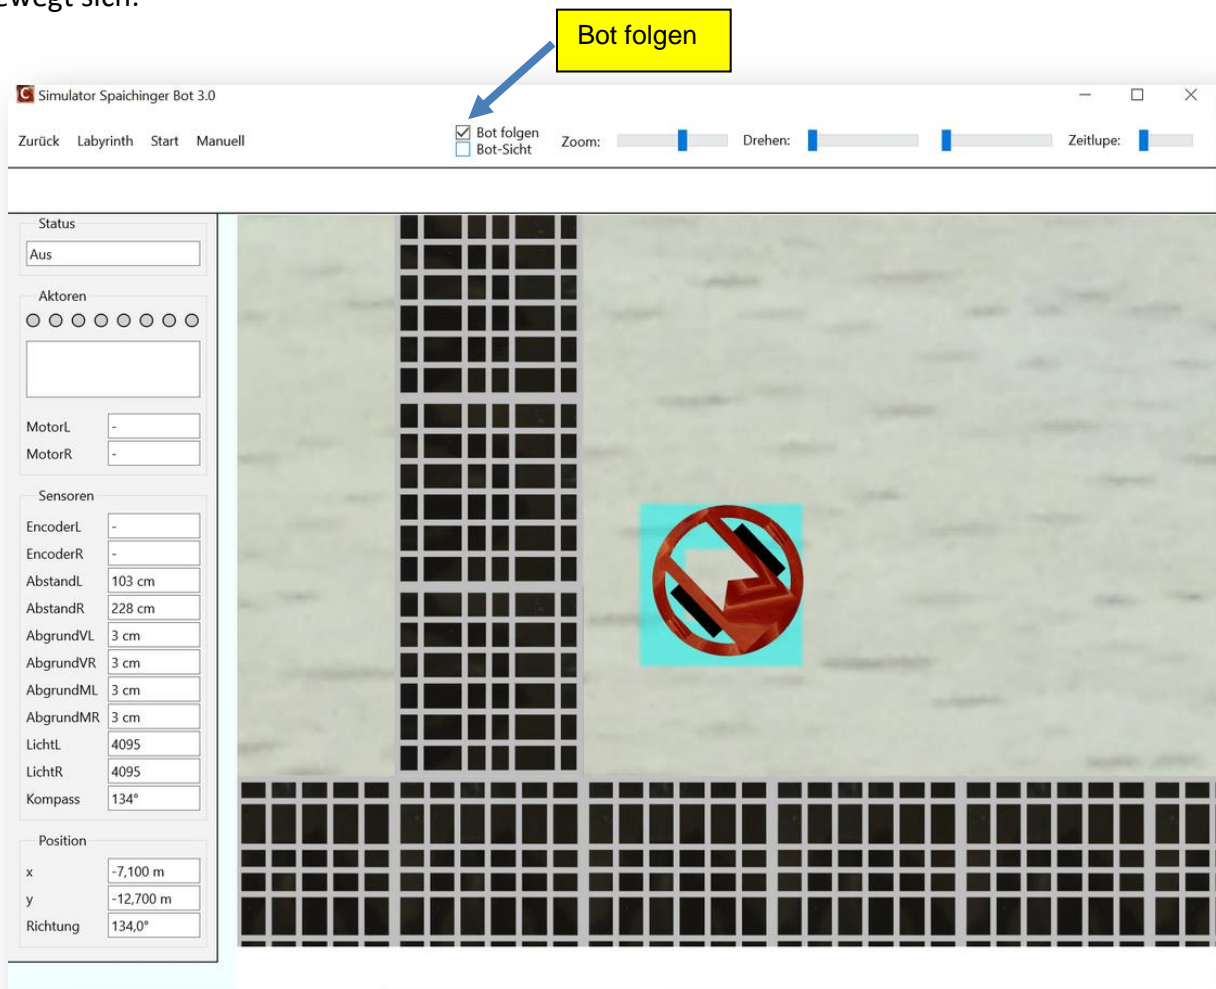 ewegt sich.
Bot folgen
Simulator Spaichinger Bot 3.0
Zurück Labyrinth Start Manuell
Bot folgen
Bot-Sicht
Zoom: Drehen: Zeitlupe:
Status
Aus
Aktoren
MotorL -
MotorR -
Sensoren
EncoderL -
EncoderR -
AbstandL 103 cm
AbstandR 228 cm
AbgrundVL 3 cm
AbgrundVR 3 cm
AbgrundML 3 cm
AbgrundMR 3 cm
LichtL 4095
LichtR 4095
Kompass 134°
Position
x -7,100 m
y -12,700 m
Richtung 134,0°